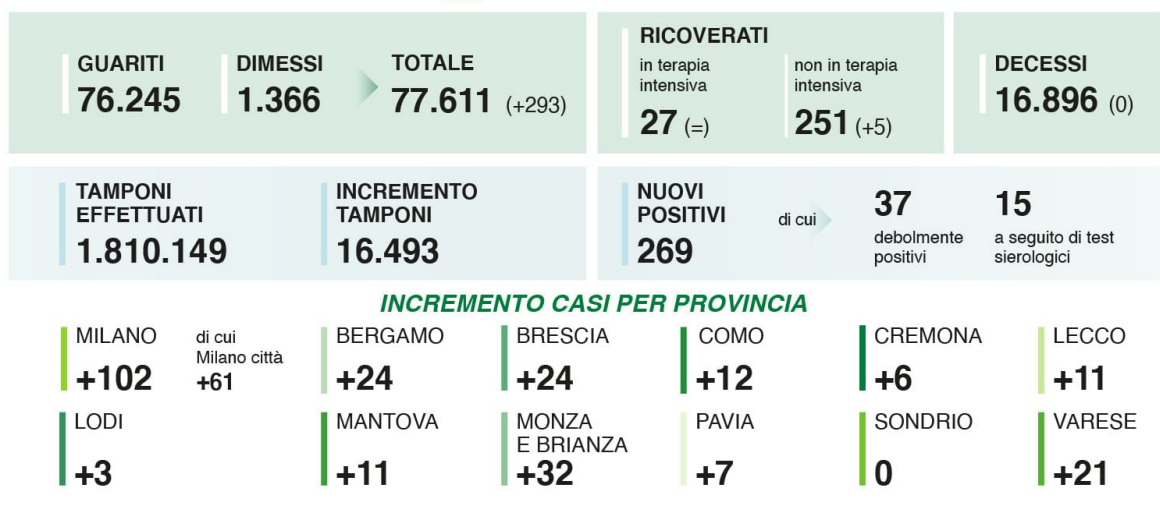 GUARITI
76.245
DIMESSI
1.366
TOTALE
77.611 (+293)
RICOVERATI
in terapia
intensiva
27 (=)
non in terapia
intensiva
251 (+5)
DECESSI
16.896 (0)
TAMPONI
EFFETTUATI
1.810.149
INCREMENTO
TAMPONI
16.493
NUOVI
POSITIVI
269
di cui
37
debolmente
positivi
15
a seguito di test
sierologici
INCREMENTO CASI PER PROVINCIA
MILANO
+102
di cui
Milano città
+61
BERGAMO
+24
BRESCIA
+24
COMO
+12
CREMONA
+6
LECCO
+11
LODI
+3
MANTOVA
+11
MONZA
E BRIANZA
+32
PAVIA
+7
SONDRIO
0
VARESE
+21